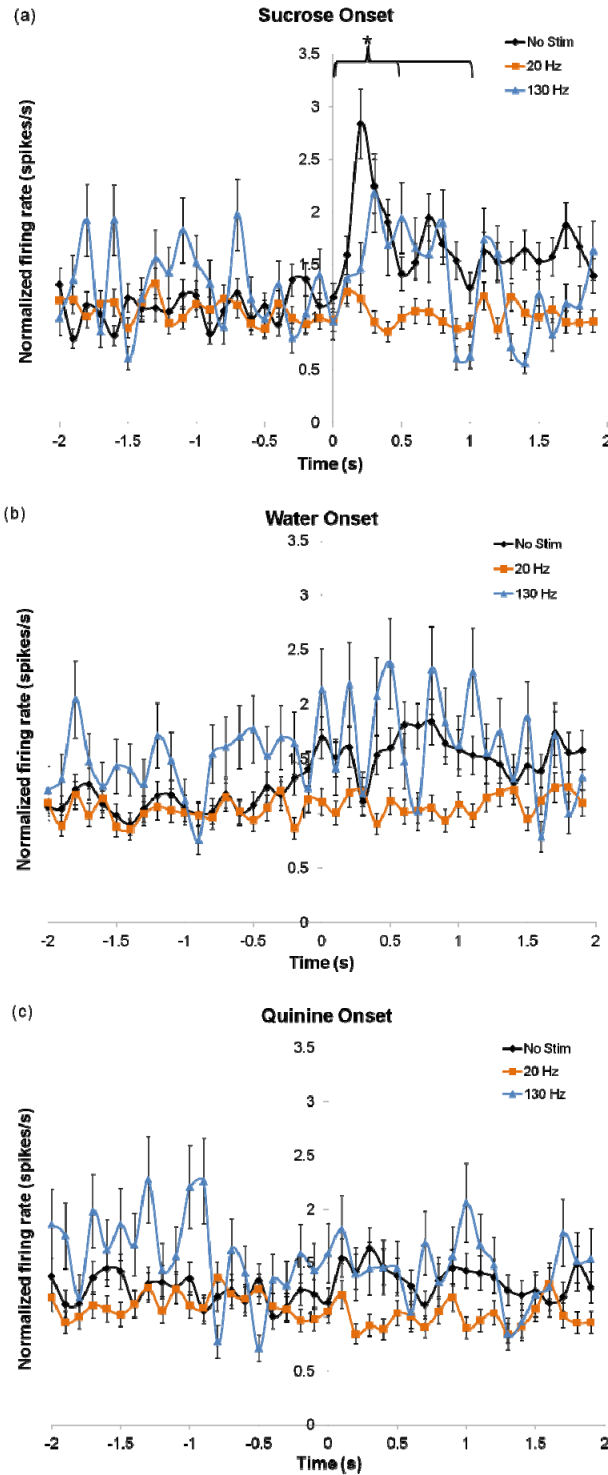 (a)
Sucrose Onset
Normalized firing rate (spikes/s)
3.5
3
2.5
2
1.5
1
0.5
0
*
No Stim
20 Hz
130 Hz
-2 -1.5 -1 -0.5 0 0.5 1 1.5 2
Time (s)
(b)
Water Onset
Normalized firing rate (spikes/s)
3.5
3
2.5
2
1.5
1
0.5
0
No Stim
20 Hz
130 Hz
-2 -1.5 -1 -0.5 0 0.5 1 1.5 2
Time (s)
(c)
Quinine Onset
Normalized firing rate (spikes/s)
3.5
3
2.5
2
1.5
1
0.5
0
No Stim
20 Hz
130 Hz
-2 -1.5 -1 -0.5 0 0.5 1 1.5 2
Time (s)